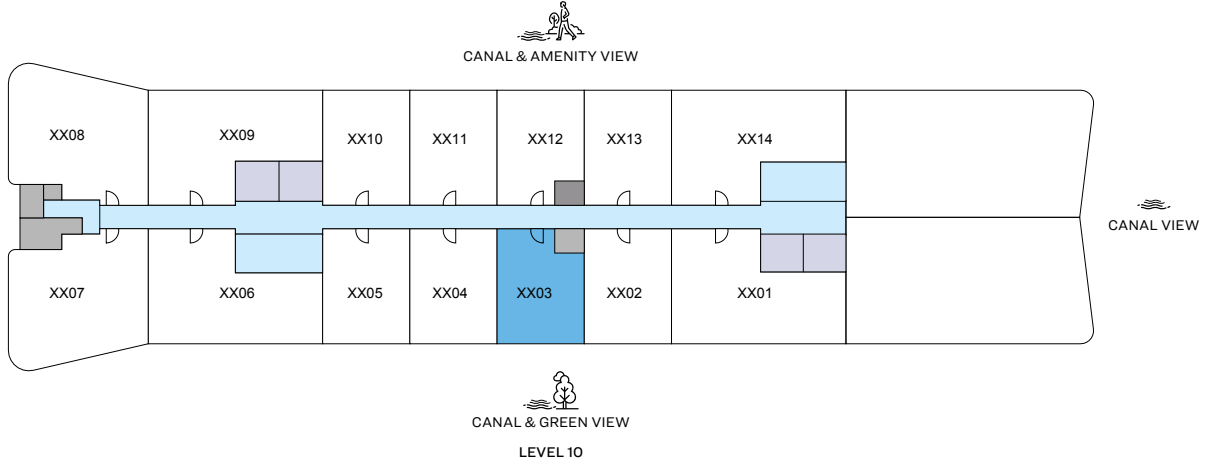 CANAL & AMENITY VIEW
XX08
XX09
XX10
XX11
XX12
XX13
XX14
CANAL VIEW
XX07
XX06
XX05
XX04
XX03
XX02
XX01
CANAL & GREEN VIEW
LEVEL 10